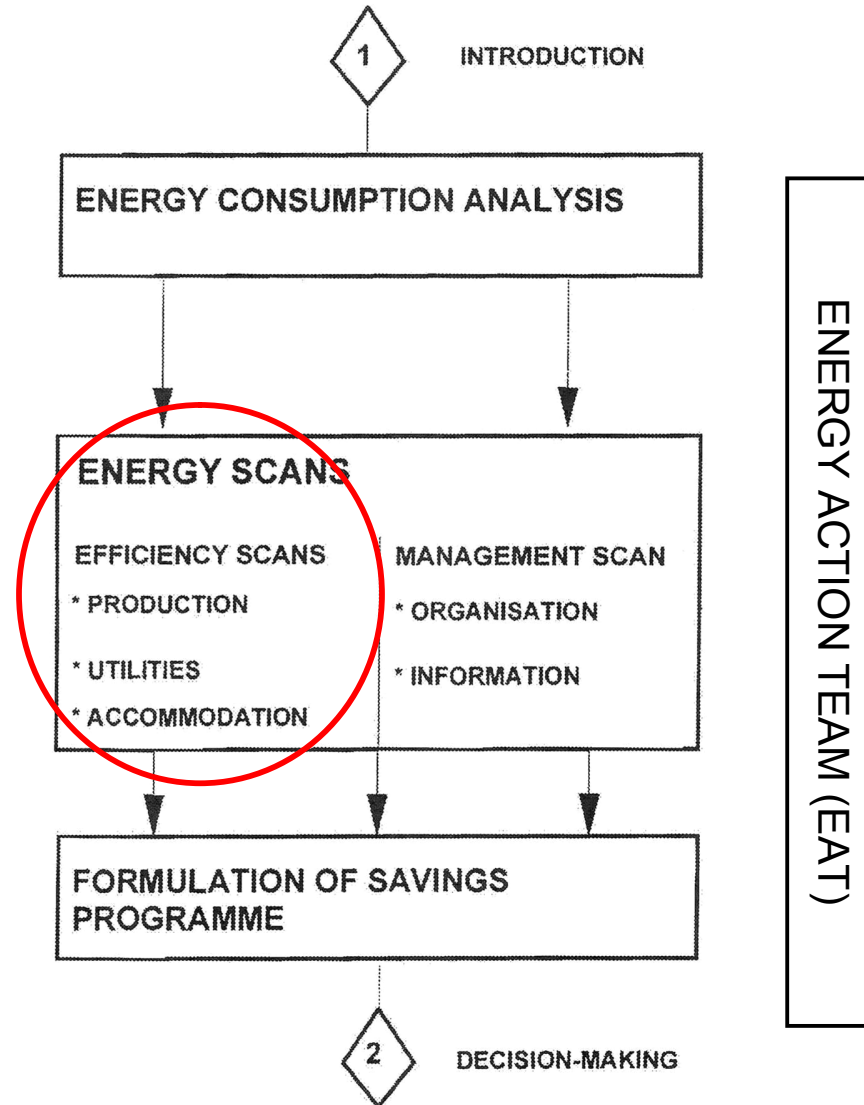 1
INTRODUCTION
ENERGY CONSUMPTION ANALYSIS
ENERGY SCANS
EFFICIENCY SCANS
* PRODUCTION
* UTILITIES
* ACCOMMODATION
MANAGEMENT SCAN
* ORGANISATION
* INFORMATION
FORMULATION OF SAVINGS
PROGRAMME
2
DECISION-MAKING
ENERGY ACTION TEAM (EAT)